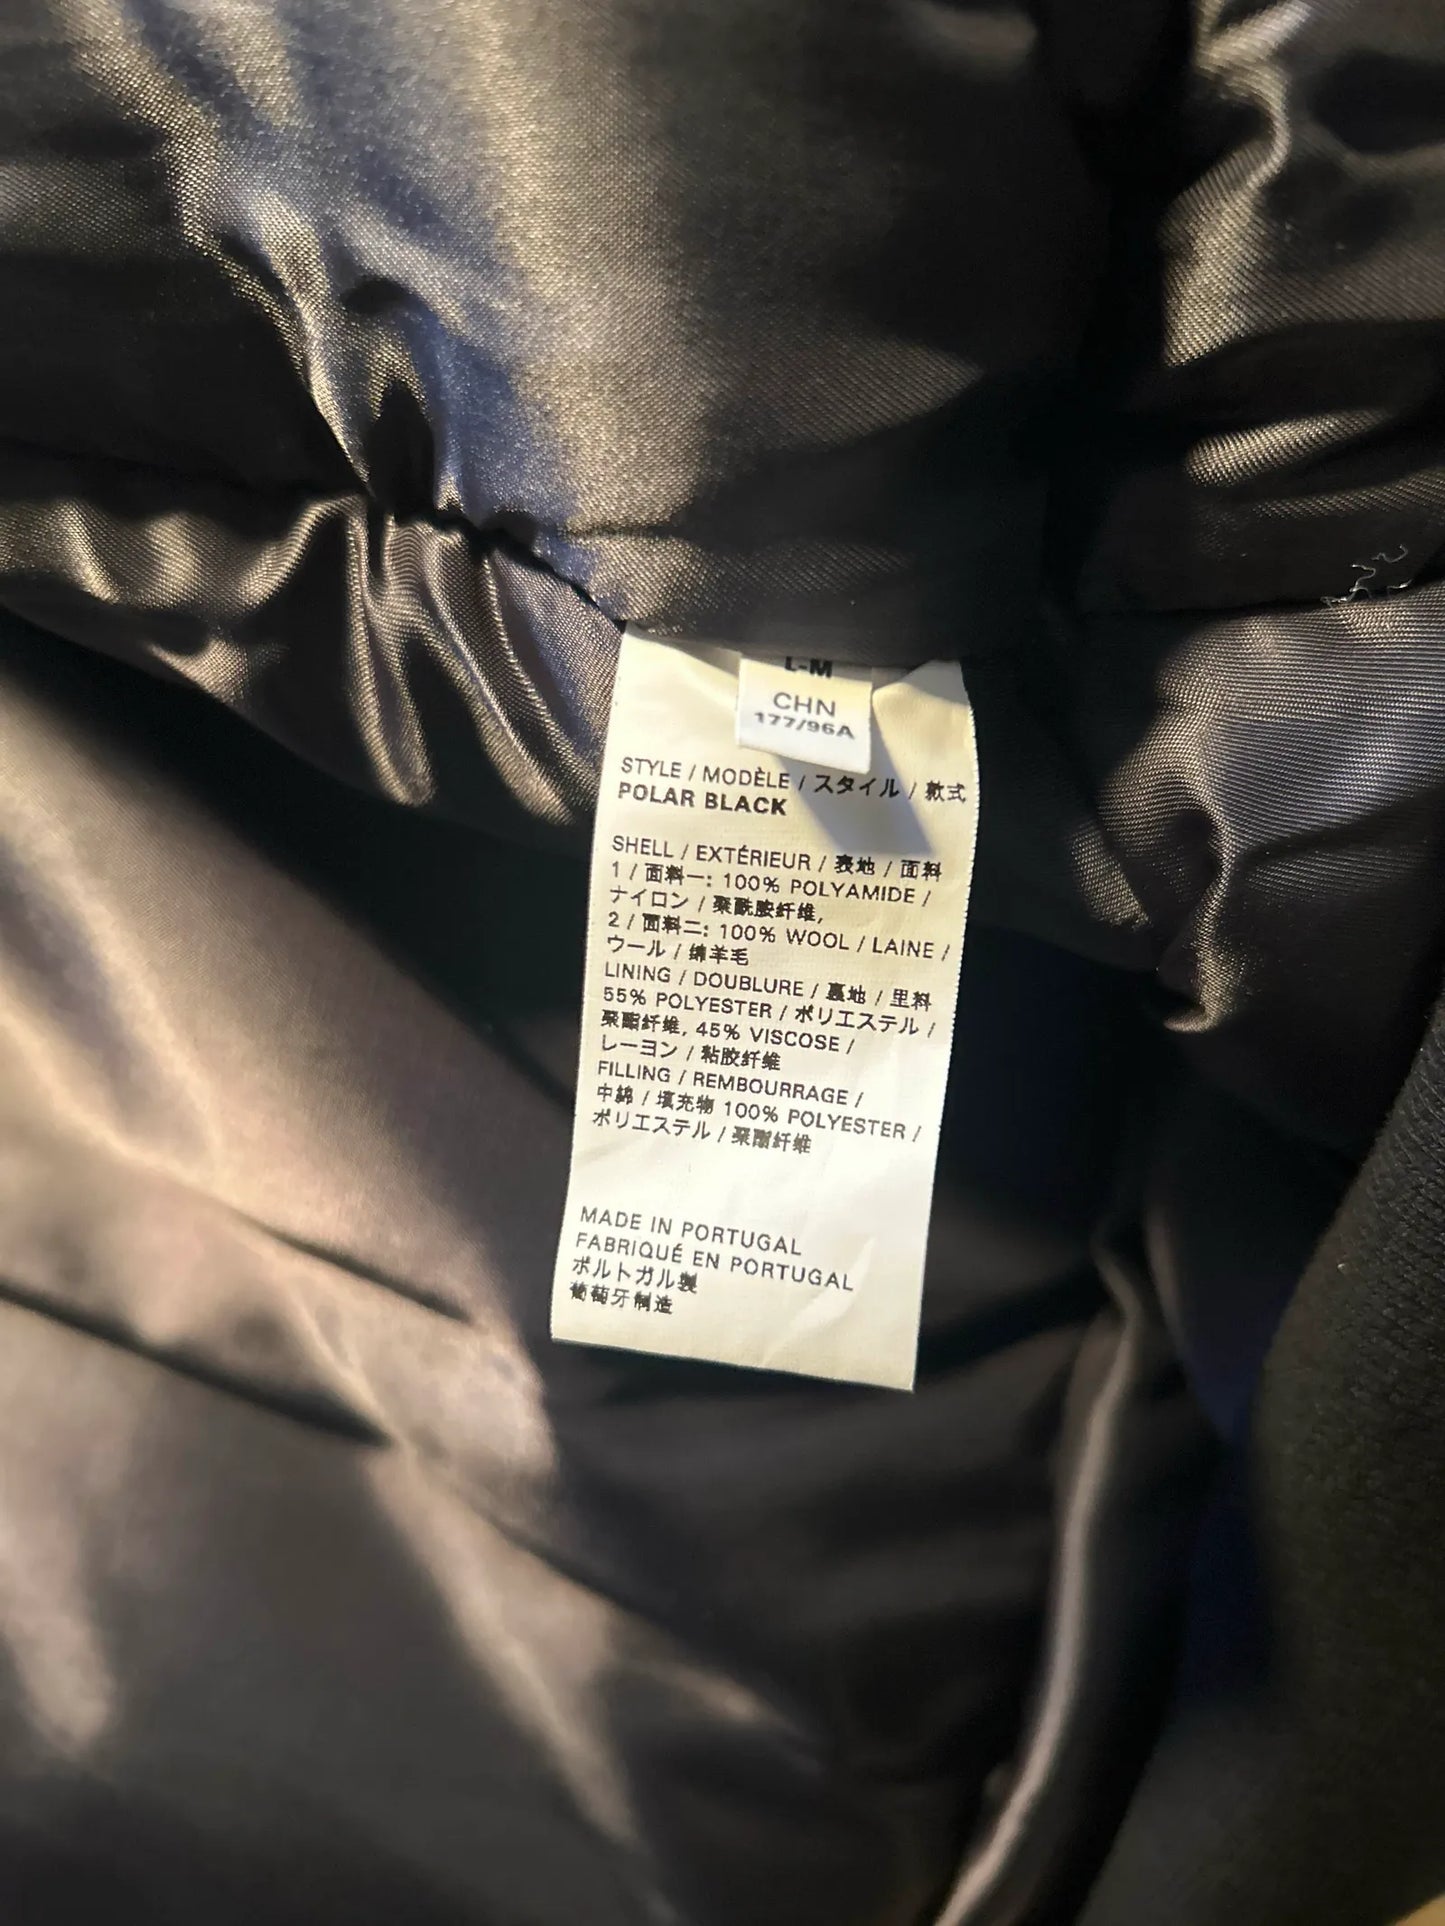 L-M
CHN
177/96A
STYLE / MODÈLE / スタイル / 款式
POLAR BLACK
SHELL / EXTÉRIEUR / 表地 / 面料
1 / 面料一: 100% POLYAMIDE /
ナイロン / 聚酰胺纤维,
2 / 面料二: 100% WOOL / LAINE /
ウール / 绵羊毛
LINING / DOUBLURE / 裏地 / 里料
55% POLYESTER / ポリエステル /
聚酯纤维, 45% VISCOSE /
レーヨン / 粘胶纤维
FILLING / REMBOURRAGE /
中綿 / 填充物 100% POLYESTER /
ポリエステル / 聚酯纤维
MADE IN PORTUGAL
FABRIQUÉ EN PORTUGAL
ポルトガル製
葡萄牙制造